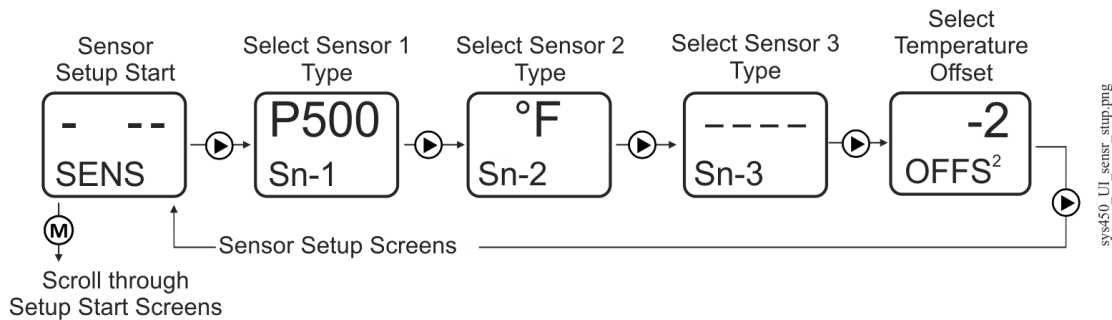 Sensor
Setup Start
Select Sensor 1
Type
Select Sensor 2
Type
Select Sensor 3
Type
Select
Temperature
Offset
- --
SENS
P500
Sn-1
°F
Sn-2
----
Sn-3
-2
OFFS²
M
Sensor Setup Screens
Scroll through
Setup Start Screens
sys450_UI_sensr_stup.png